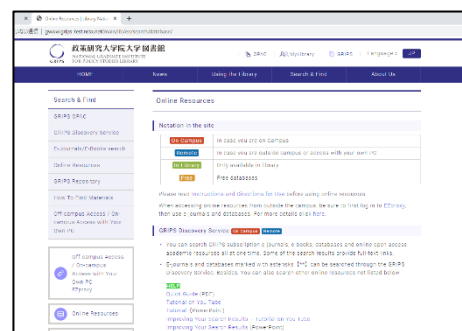 Online Resources | Library Nation
政策研究大学院大学 図書館
GRIPS
NATIONAL GRADUATE INSTITUTE
FOR POLICY STUDIES LIBRARY
OPAC
MyLibrary
GRIPS
Language
JP
HOME
News
Using the Library
Search & Find
About Us
Search & Find
GRIPS OPAC
GRIPS Discovery Service
E-journals/E-Books search
Online Resources
GRIPS Repository
How To Find Materials
Off campus Access / On-
campus Access with Your
Own PC
Off campus Access
/ On-campus
Access with Your
Own PC
EZproxy
Online Resources
Online Resources
Notation in the site
On Campus In case you are on campus
Remote In case you are outside campus or access with your own PC
In Library Only available in library
Free Free databases
Please read Instructions and Directions for Use before using online resources.
When accessing online resources from outside the campus, be sure to first log in to EZproxy,
then use e-journals and databases. For more details click here.
GRIPS Discovery Service On Campus Remote
• You can search GRIPS subscription e-journals, e-books, databases and online open access
academic resources all at one time. Some of the search results provide full text links.
• E-journals and databases marked with asterisks [**] can be searched through the GRIPS
Discovery Service. Besides, You can also search other online resources not listed below.
HELP
Quick Guide (PDF)
Tutorial on You Tube
Tutorial (PowerPoint)
Improving Your Search Results - Tutorial on You Tube
Improving Your Search Results (PowerPoint)